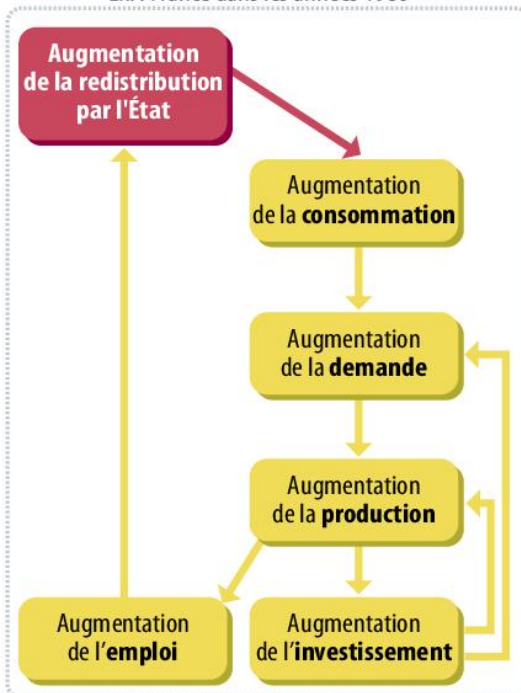 Augmentation
de la redistribution
par l'État
Augmentation
de la consommation
Augmentation
de la demande
Augmentation
de la production
Augmentation
de l'emploi
Augmentation
de l'investissement